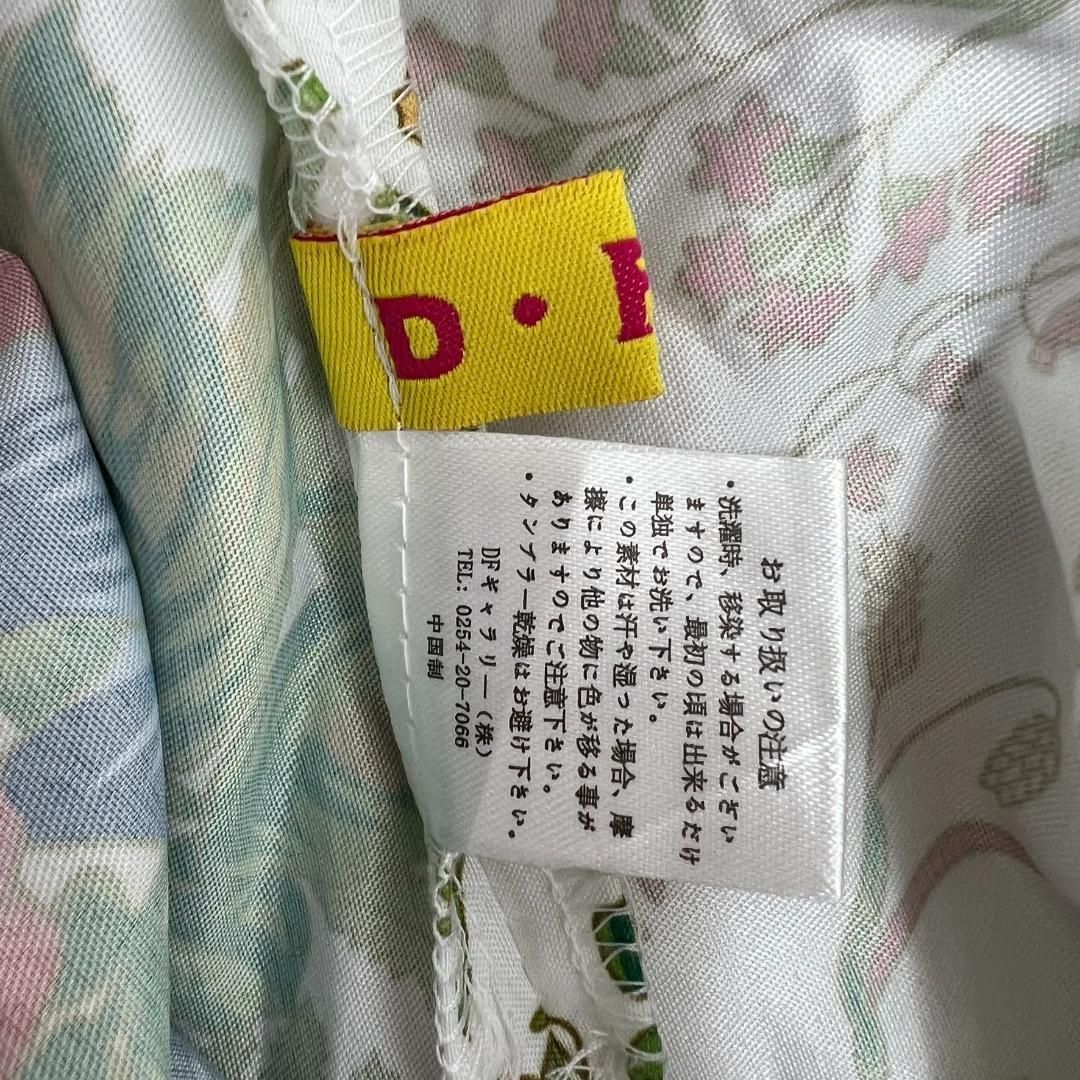 D・
お取り扱いの注意
・洗濯時、移染する場合がござい
ますので、最初の頃は出来るだけ
単独でお洗い下さい。
・この素材は汗や湿った場合、摩
擦により他の物に色が移る事が
ありますのでご注意下さい。
・タンブラー乾燥はお避け下さい。
DFギャラリー（株）
TEL: 0254-20-7066
中国制